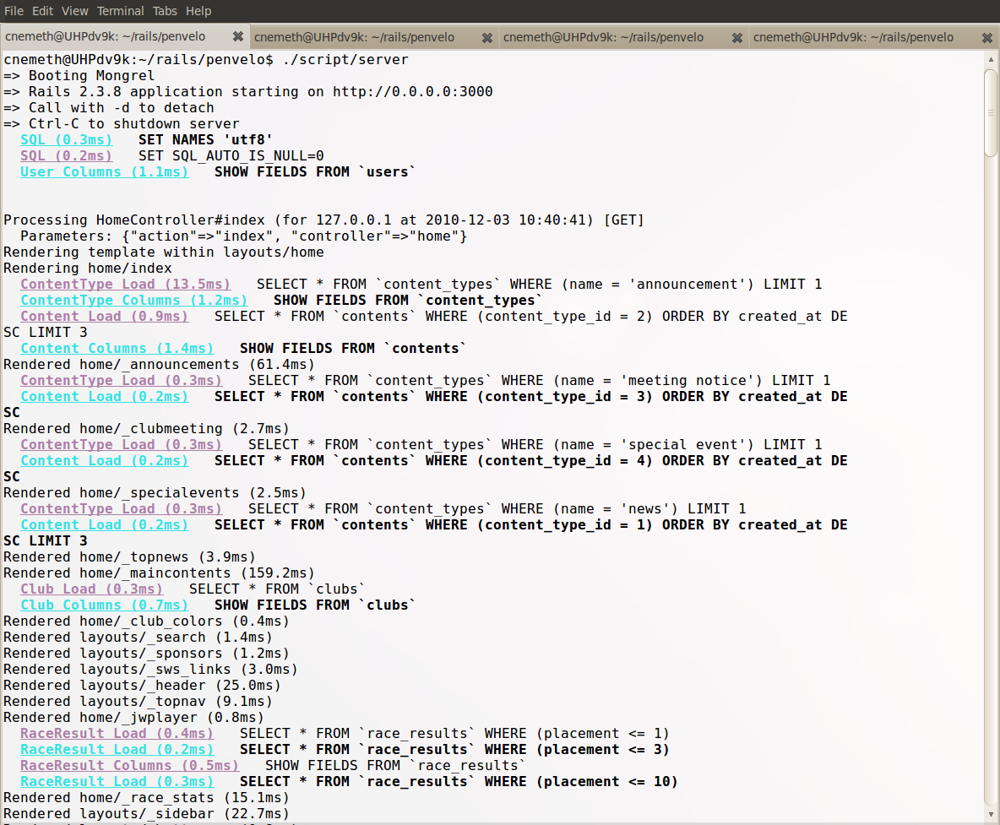 File Edit View Terminal Tabs Help
cnemeth@UHPdv9k: ~/rails/penvelo cnemeth@UHPdv9k: ~/rails/penvelo cnemeth@UHPdv9k: ~/rails/penvelo cnemeth@UHPdv9k: ~/rails/penvelo
cnemeth@UHPdv9k:~/rails/penvelo$ ./script/server
=> Booting Mongrel
=> Rails 2.3.8 application starting on http://0.0.0.0:3000
=> Call with -d to detach
=> Ctrl-C to shutdown server
SQL (0.3ms) SET NAMES 'utf8'
SQL (0.2ms) SET SQL_AUTO_IS_NULL=0
User Columns (1.1ms) SHOW FIELDS FROM `users`
Processing HomeController#index (for 127.0.0.1 at 2010-12-03 10:40:41) [GET]
Parameters: {"action"=>"index", "controller"=>"home"}
Rendering template within layouts/home
Rendering home/index
ContentType Load (13.5ms) SELECT * FROM `content_types` WHERE (name = 'announcement') LIMIT 1
ContentType Columns (1.2ms) SHOW FIELDS FROM `content_types`
Content Load (0.9ms) SELECT * FROM `contents` WHERE (content_type_id = 2) ORDER BY created_at DE
SC LIMIT 3
Content Columns (1.4ms) SHOW FIELDS FROM `contents`
Rendered home/_announcements (61.4ms)
ContentType Load (0.3ms) SELECT * FROM `content_types` WHERE (name = 'meeting notice') LIMIT 1
Content Load (0.2ms) SELECT * FROM `contents` WHERE (content_type_id = 3) ORDER BY created_at DE
SC
Rendered home/_clubmeeting (2.7ms)
ContentType Load (0.3ms) SELECT * FROM `content_types` WHERE (name = 'special event') LIMIT 1
Content Load (0.2ms) SELECT * FROM `contents` WHERE (content_type_id = 4) ORDER BY created_at DE
SC
Rendered home/_specialevents (2.5ms)
ContentType Load (0.3ms) SELECT * FROM `content_types` WHERE (name = 'news') LIMIT 1
Content Load (0.2ms) SELECT * FROM `contents` WHERE (content_type_id = 1) ORDER BY created_at DE
SC LIMIT 3
Rendered home/_topnews (3.9ms)
Rendered home/_maincontents (159.2ms)
Club Load (0.3ms) SELECT * FROM `clubs`
Club Columns (0.7ms) SHOW FIELDS FROM `clubs`
Rendered home/_club_colors (0.4ms)
Rendered layouts/_search (1.4ms)
Rendered layouts/_sponsors (1.2ms)
Rendered layouts/_sws_links (3.0ms)
Rendered layouts/_header (25.0ms)
Rendered layouts/_topnav (9.1ms)
Rendered home/_jwplayer (0.8ms)
RaceResult Load (0.4ms) SELECT * FROM `race_results` WHERE (placement <= 1)
RaceResult Load (0.2ms) SELECT * FROM `race_results` WHERE (placement <= 3)
RaceResult Columns (0.5ms) SHOW FIELDS FROM `race_results`
RaceResult Load (0.3ms) SELECT * FROM `race_results` WHERE (placement <= 10)
Rendered home/_race_stats (15.1ms)
Rendered layouts/_sidebar (22.7ms)